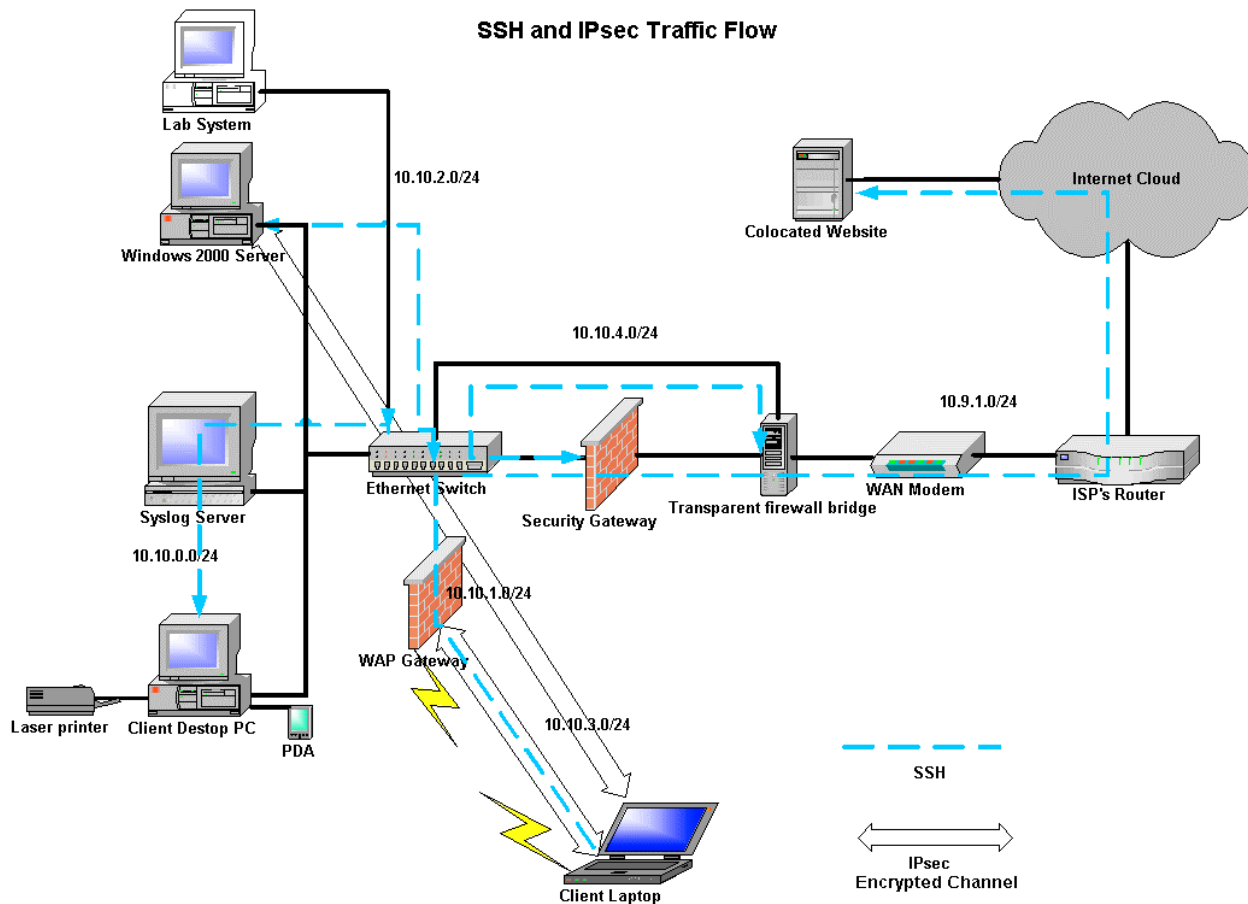 SSH and IPsec Traffic Flow
Lab System
10.10.2.0/24
Internet Cloud
Windows 2000 Server
Colocated Website
10.10.4.0/24
10.9.1.0/24
Ethernet Switch
Syslog Server
Security Gateway
Transparent firewall bridge
WAN Modem
ISP's Router
10.10.0.0/24
10.10.1.0/24
WAP Gateway
Laser printer
Client Destop PC
PDA
10.10.3.0/24
SSH
IPsec
Encrypted Channel
Client Laptop